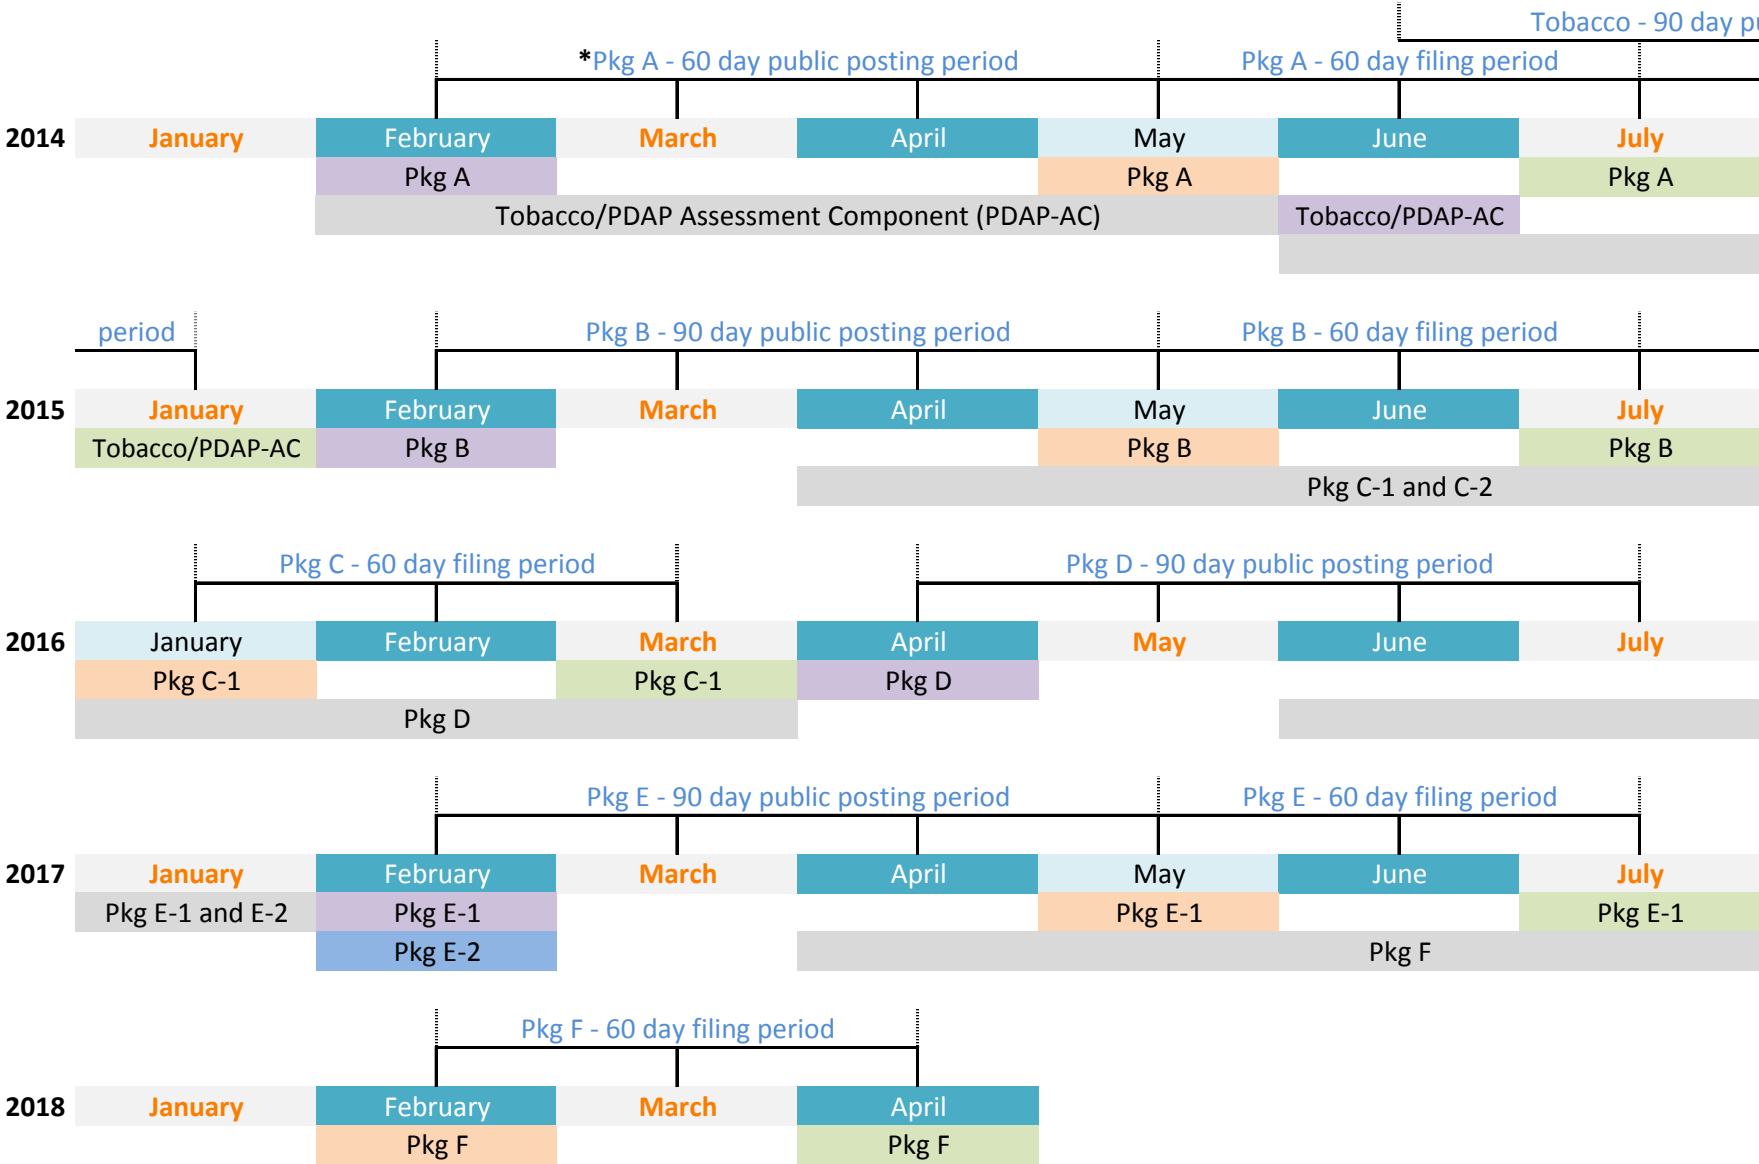 Tobacco - 90 day
*Pkg A - 60 day public posting period Pkg A - 60 day filing period
2014 January February March April May June July
Pkg A Pkg A Pkg A
Tobacco/PDAP Assessment Component (PDAP-AC) Tobacco/PDAP-AC
period Pkg B - 90 day public posting period Pkg B - 60 day filing period
2015 January February March April May June July
Tobacco/PDAP-AC Pkg B Pkg B Pkg B
Pkg C-1 and C-2
Pkg C - 60 day filing period Pkg D - 90 day public posting period
2016 January February March April May June July
Pkg C-1 Pkg C-1 Pkg D
Pkg D
Pkg E - 90 day public posting period Pkg E - 60 day filing period
2017 January February March April May June July
Pkg E-1 and E-2 Pkg E-1 Pkg E-1 Pkg E-1
Pkg E-2 Pkg F
Pkg F - 60 day filing period
2018 January February March April
Pkg F Pkg F